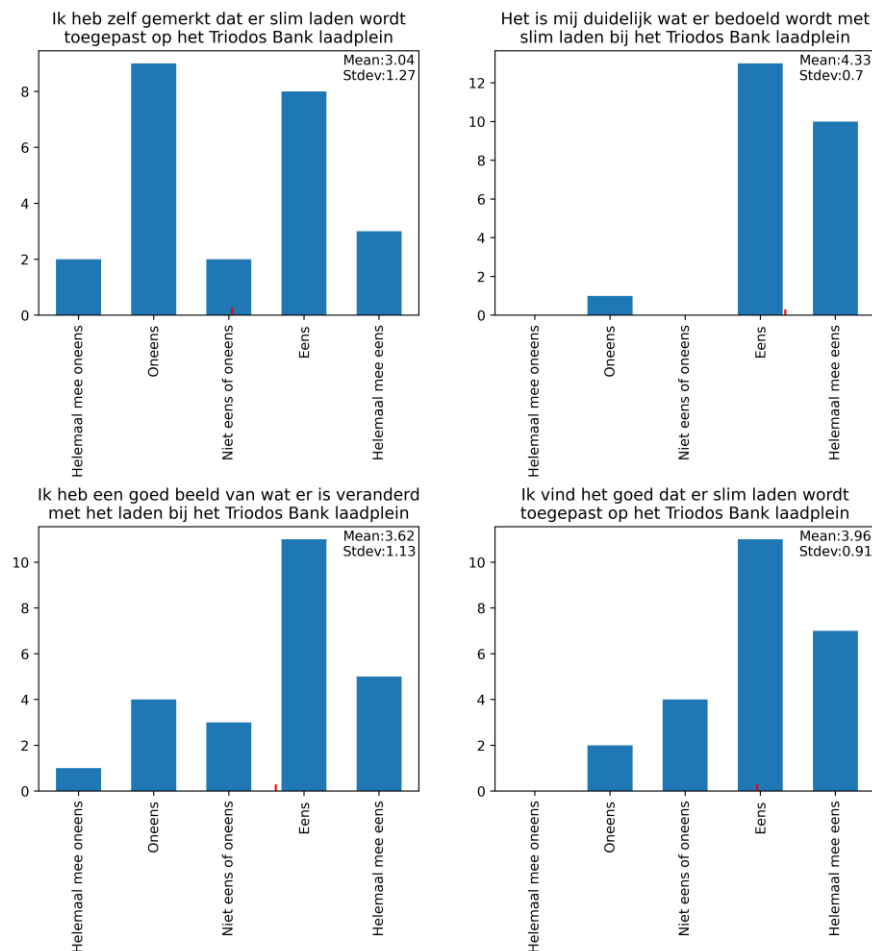 Ik heb zelf gemerkt dat er slim laden wordt
toegepast op het Triodos Bank laadplein
Mean:3.04
Stdev:1.27
8
6
4
2
0
Helemaal mee oneens
Oneens
Niet eens of oneens
Eens
Helemaal mee eens
Het is mij duidelijk wat er bedoeld wordt met
slim laden bij het Triodos Bank laadplein
Mean:4.33
Stdev:0.7
12
10
8
6
4
2
0
Helemaal mee oneens
Oneens
Niet eens of oneens
Eens
Helemaal mee eens
Ik heb een goed beeld van wat er is veranderd
met het laden bij het Triodos Bank laadplein
Mean:3.62
Stdev:1.13
10
8
6
4
2
0
Helemaal mee oneens
Oneens
Niet eens of oneens
Eens
Helemaal mee eens
Ik vind het goed dat er slim laden wordt
toegepast op het Triodos Bank laadplein
Mean:3.96
Stdev:0.91
10
8
6
4
2
0
Helemaal mee oneens
Oneens
Niet eens of oneens
Eens
Helemaal mee eens